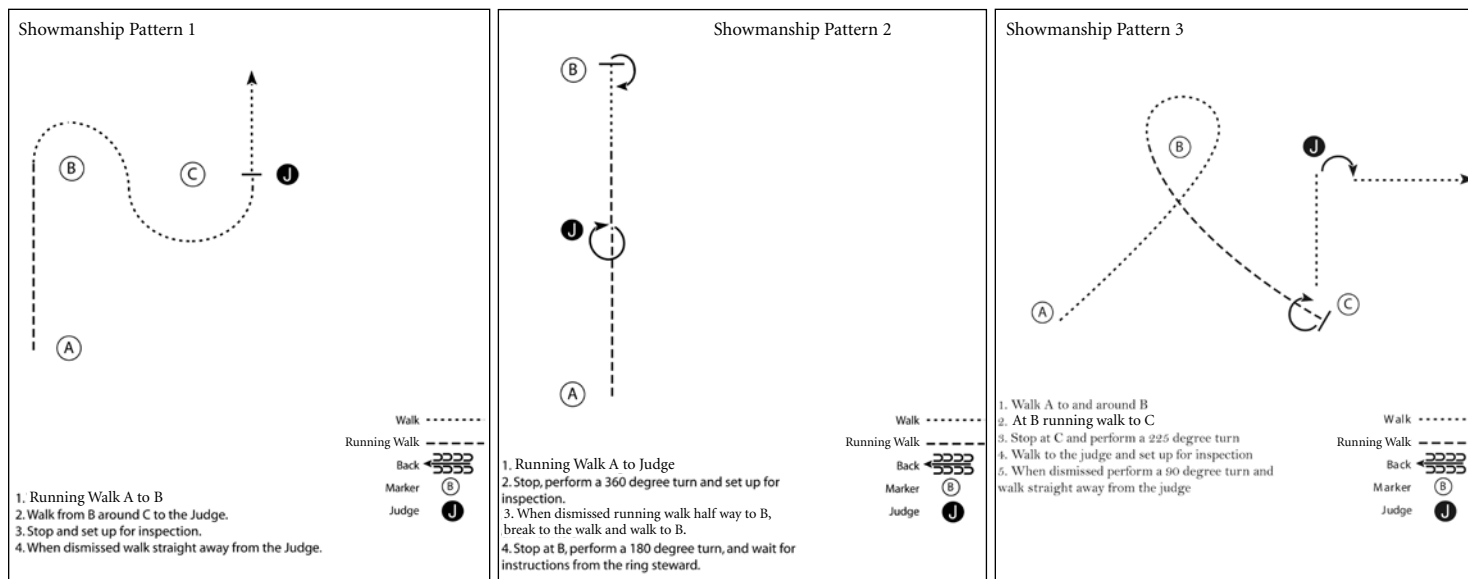 Showmanship Pattern 1
B
C
J
A
Walk
Running Walk
Back
Marker B
Judge J
1. Running Walk A to B
2. Walk from B around C to the Judge.
3. Stop and set up for inspection.
4. When dismissed walk straight away from the Judge.
Showmanship Pattern 2
B
J
A
Walk
Running Walk
Back
Marker B
Judge J
1. Running Walk A to Judge
2. Stop, perform a 360 degree turn and set up for
inspection.
3. When dismissed running walk half way to B,
break to the walk and walk to B.
4. Stop at B, perform a 180 degree turn, and wait for
instructions from the ring steward.
Showmanship Pattern 3
B
J
A
C
1. Walk A to and around B
2. At B running walk to C
3. Stop at C and perform a 225 degree turn
4. Walk to the judge and set up for inspection
5. When dismissed perform a 90 degree turn and
walk straight away from the judge
Walk
Running Walk
Back
Marker B
Judge J